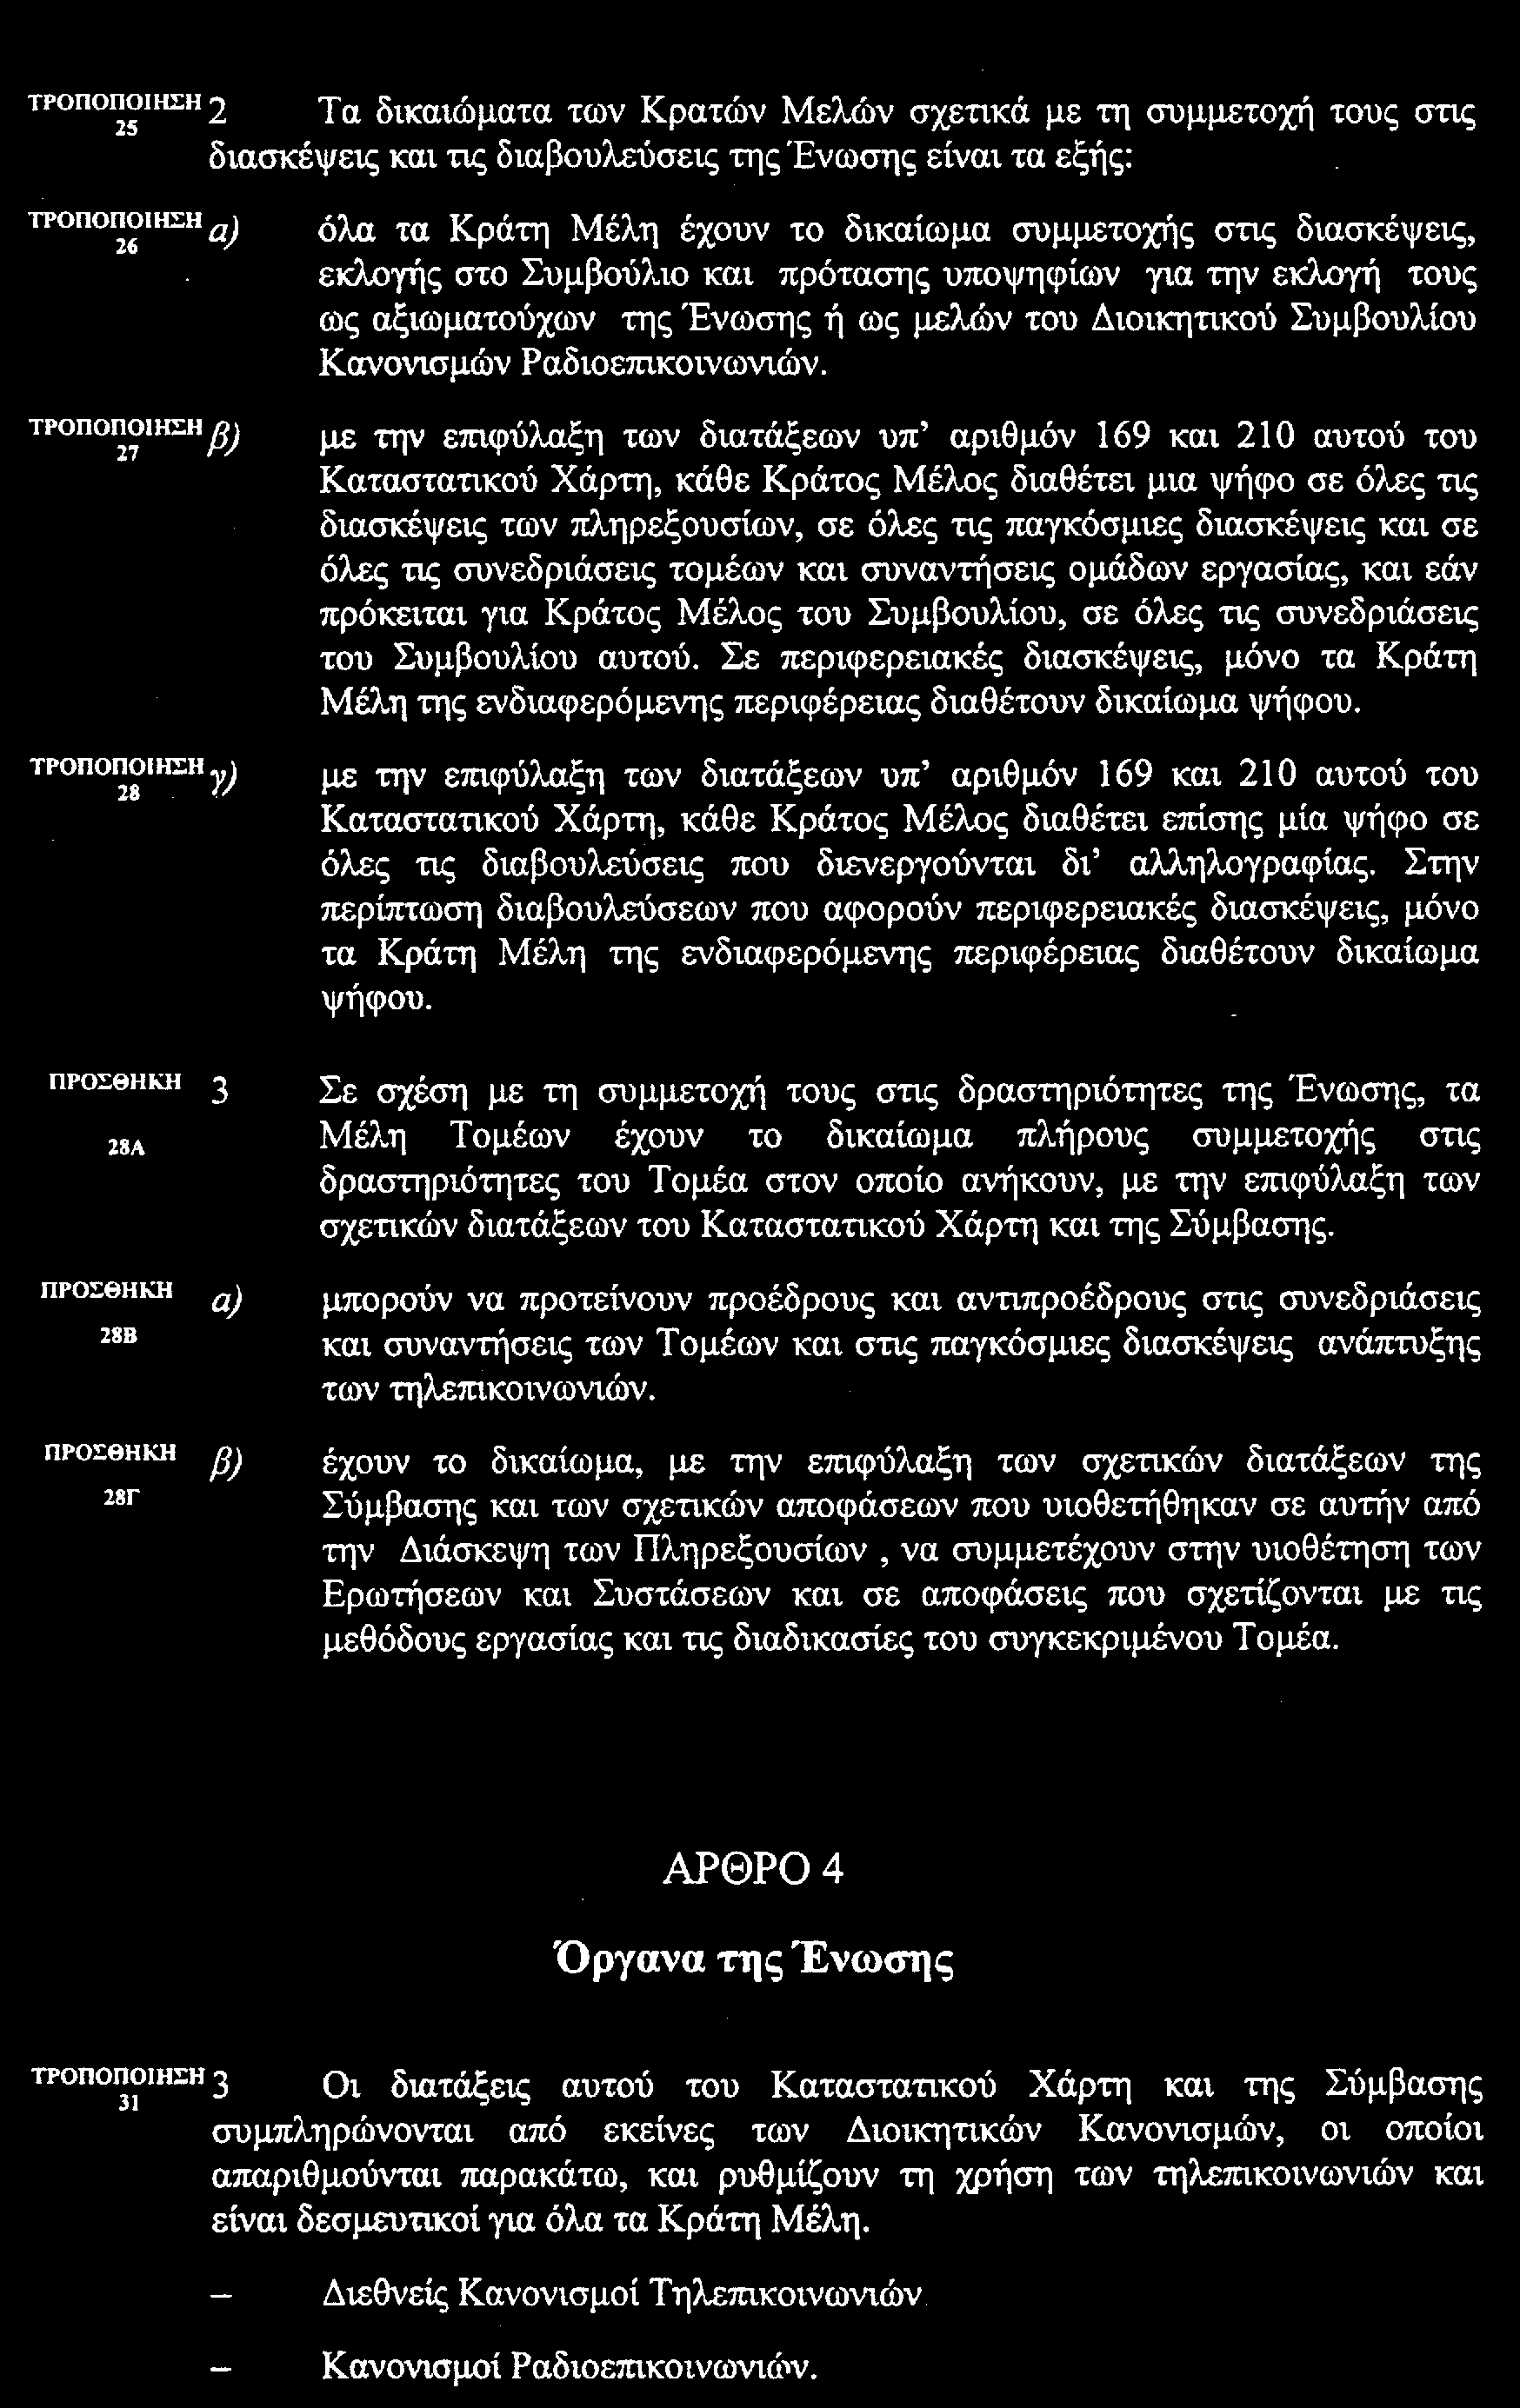 ΤΡΟΠΟΠΟΙΗΣΗ 2 Τα δικαιώματα των Κρατών Μελών σχετικά με τη συμμετοχή τους στις
25
διασκέψεις και τις διαβουλεύσεις της Ένωσης είναι τα εξής:
ΤΡΟΠΟΠΟΙΗΣΗ α) όλα τα Κράτη Μέλη έχουν το δικαίωμα συμμετοχής στις διασκέψεις,
26
εκλογής στο Συμβούλιο και πρότασης υποψηφίων για την εκλογή τους
ως αξιωματούχων της Ένωσης ή ως μελών του Διοικητικού Συμβουλίου
Κανονισμών Ραδιοεπικοινωνιών.
ΤΡΟΠΟΠΟΙΗΣΗ β) με την επιφύλαξη των διατάξεων υπ’ αριθμόν 169 και 210 αυτού του
27
Καταστατικού Χάρτη, κάθε Κράτος Μέλος διαθέτει μια ψήφο σε όλες τις
διασκέψεις των πληρεξουσίων, σε όλες τις παγκόσμιες διασκέψεις και σε
όλες τις συνεδριάσεις τομέων και συναντήσεις ομάδων εργασίας, και εάν
πρόκειται για Κράτος Μέλος του Συμβουλίου, σε όλες τις συνεδριάσεις
του Συμβουλίου αυτού. Σε περιφερειακές διασκέψεις, μόνο τα Κράτη
Μέλη της ενδιαφερόμενης περιφέρειας διαθέτουν δικαίωμα ψήφου.
ΤΡΟΠΟΠΟΙΗΣΗ γ) με την επιφύλαξη των διατάξεων υπ’ αριθμόν 169 και 210 αυτού του
28
Καταστατικού Χάρτη, κάθε Κράτος Μέλος διαθέτει επίσης μία ψήφο σε
όλες τις διαβουλεύσεις που διενεργούνται δι’ αλληλογραφίας. Στην
περίπτωση διαβουλεύσεων που αφορούν περιφερειακές διασκέψεις, μόνο
τα Κράτη Μέλη της ενδιαφερόμενης περιφέρειας διαθέτουν δικαίωμα
ψήφου.
ΠΡΟΣΘΗΚΗ 3 Σε σχέση με τη συμμετοχή τους στις δραστηριότητες της Ένωσης, τα
28Α Μέλη Τομέων έχουν το δικαίωμα πλήρους συμμετοχής στις
δραστηριότητες του Τομέα στον οποίο ανήκουν, με την επιφύλαξη των
σχετικών διατάξεων του Καταστατικού Χάρτη και της Σύμβασης.
ΠΡΟΣΘΗΚΗ α) μπορούν να προτείνουν προέδρους και αντιπροέδρους στις συνεδριάσεις
28Β και συναντήσεις των Τομέων και στις παγκόσμιες διασκέψεις ανάπτυξης
των τηλεπικοινωνιών.
ΠΡΟΣΘΗΚΗ β) έχουν το δικαίωμα, με την επιφύλαξη των σχετικών διατάξεων της
28Γ Σύμβασης και των σχετικών αποφάσεων που υιοθετήθηκαν σε αυτήν από
την Διάσκεψη των Πληρεξουσίων , να συμμετέχουν στην υιοθέτηση των
Ερωτήσεων και Συστάσεων και σε αποφάσεις που σχετίζονται με τις
μεθόδους εργασίας και τις διαδικασίες του συγκεκριμένου Τομέα.
ΑΡΘΡΟ 4
Όργανα της Ένωσης
ΤΡΟΠΟΠΟΙΗΣΗ 3 Οι διατάξεις αυτού του Καταστατικού Χάρτη και της Σύμβασης
31
συμπληρώνονται από εκείνες των Διοικητικών Κανονισμών, οι οποίοι
απαριθμούνται παρακάτω, και ρυθμίζουν τη χρήση των τηλεπικοινωνιών και
είναι δεσμευτικοί για όλα τα Κράτη Μέλη.
– Διεθνείς Κανονισμοί Τηλεπικοινωνιών
– Κανονισμοί Ραδιοεπικοινωνιών.